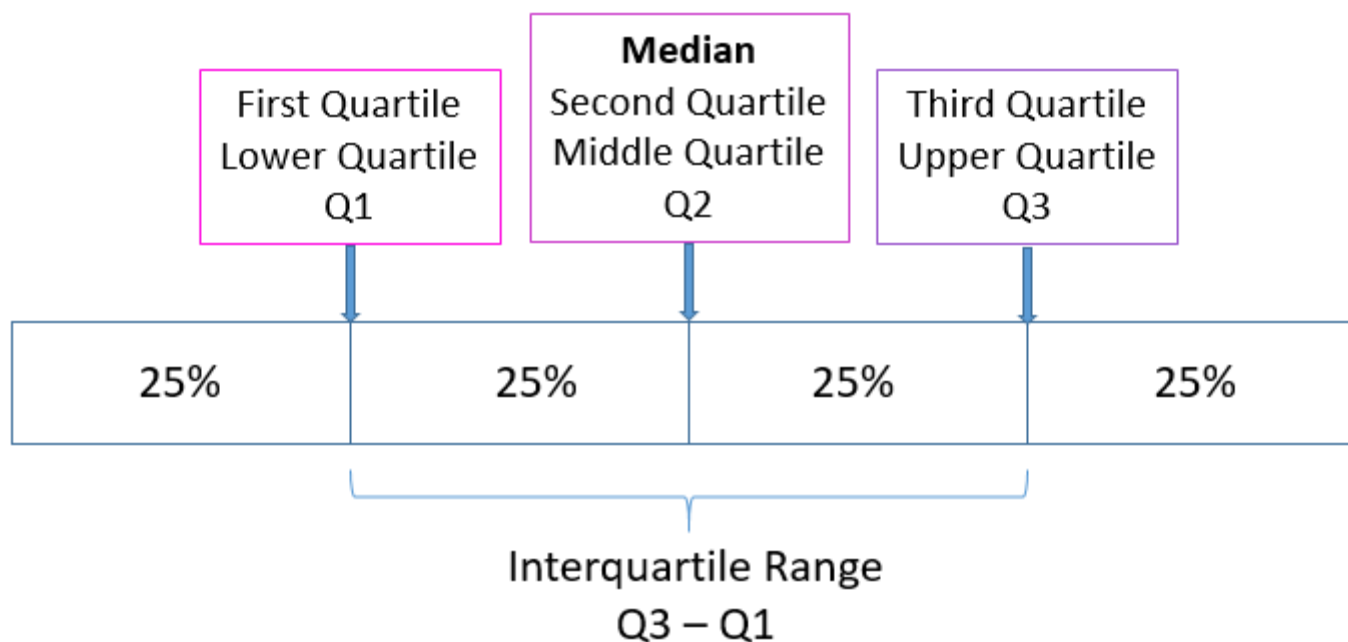 First Quartile
Lower Quartile
Q1
Median
Second Quartile
Middle Quartile
Q2
Third Quartile
Upper Quartile
Q3
25%
25%
25%
25%
Interquartile Range
Q3 – Q1